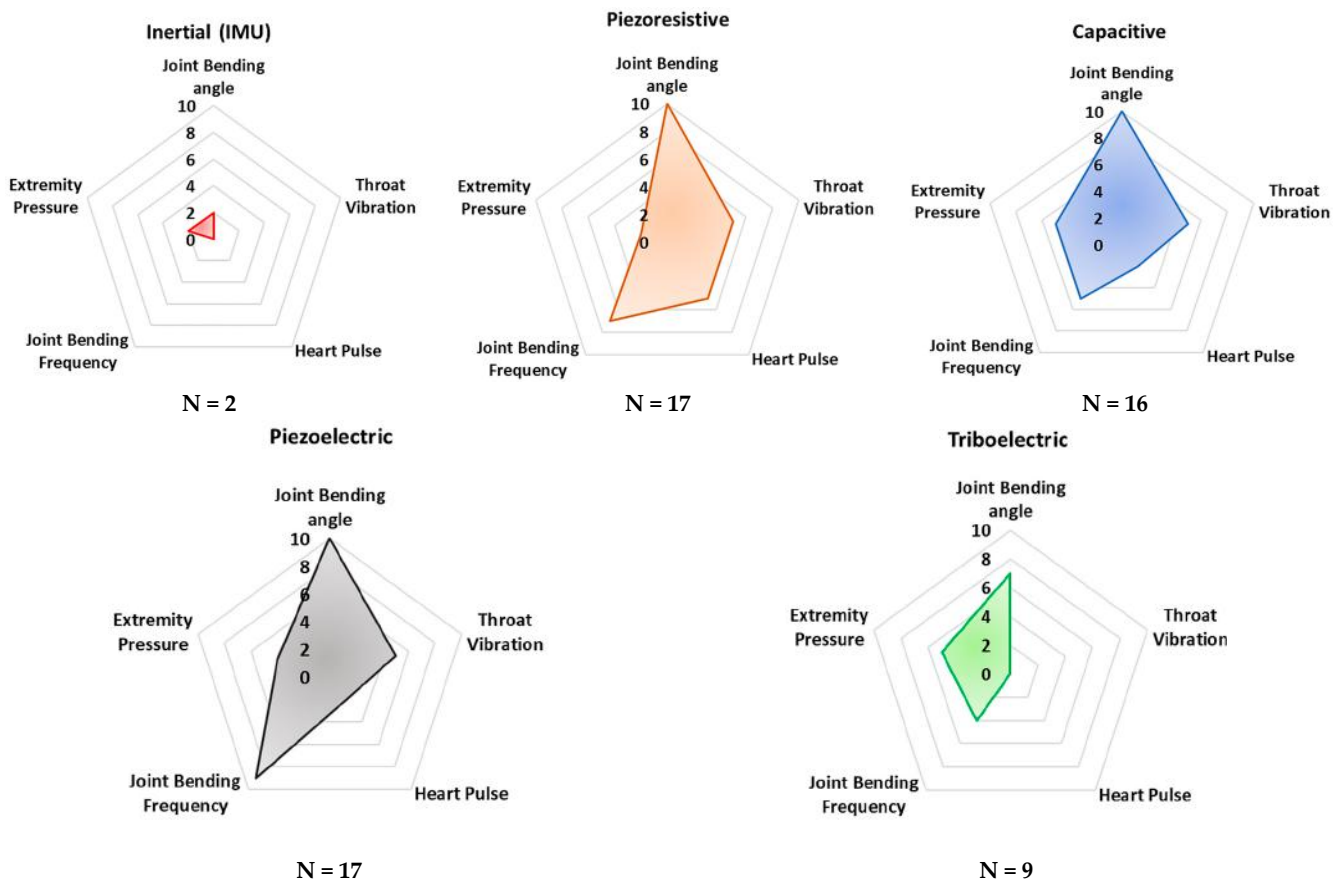 Inertial (IMU)
Joint Bending
angle
10
8
6
4
2
0
Extremity
Pressure
Throat
Vibration
Joint Bending
Frequency
Heart Pulse
N = 2
Piezoresistive
Joint Bending
angle
10
8
6
4
2
0
Extremity
Pressure
Throat
Vibration
Joint Bending
Frequency
Heart Pulse
N = 17
Capacitive
Joint Bending
angle
10
8
6
4
2
0
Extremity
Pressure
Throat
Vibration
Joint Bending
Frequency
Heart Pulse
N = 16
Piezoelectric
Joint Bending
angle
10
8
6
4
2
0
Extremity
Pressure
Throat
Vibration
Joint Bending
Frequency
Heart Pulse
N = 17
Triboelectric
Joint Bending
angle
10
8
6
4
2
0
Extremity
Pressure
Throat
Vibration
Joint Bending
Frequency
Heart Pulse
N = 9